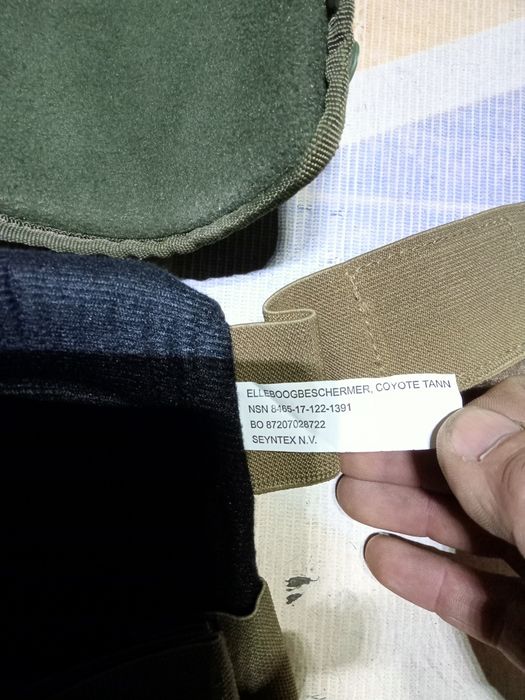 ELLEBOOGBESCHERMER, COYOTE TANN
NSN 8465-17-122-1391
BO 87207028722
SEYNTEX N.V.